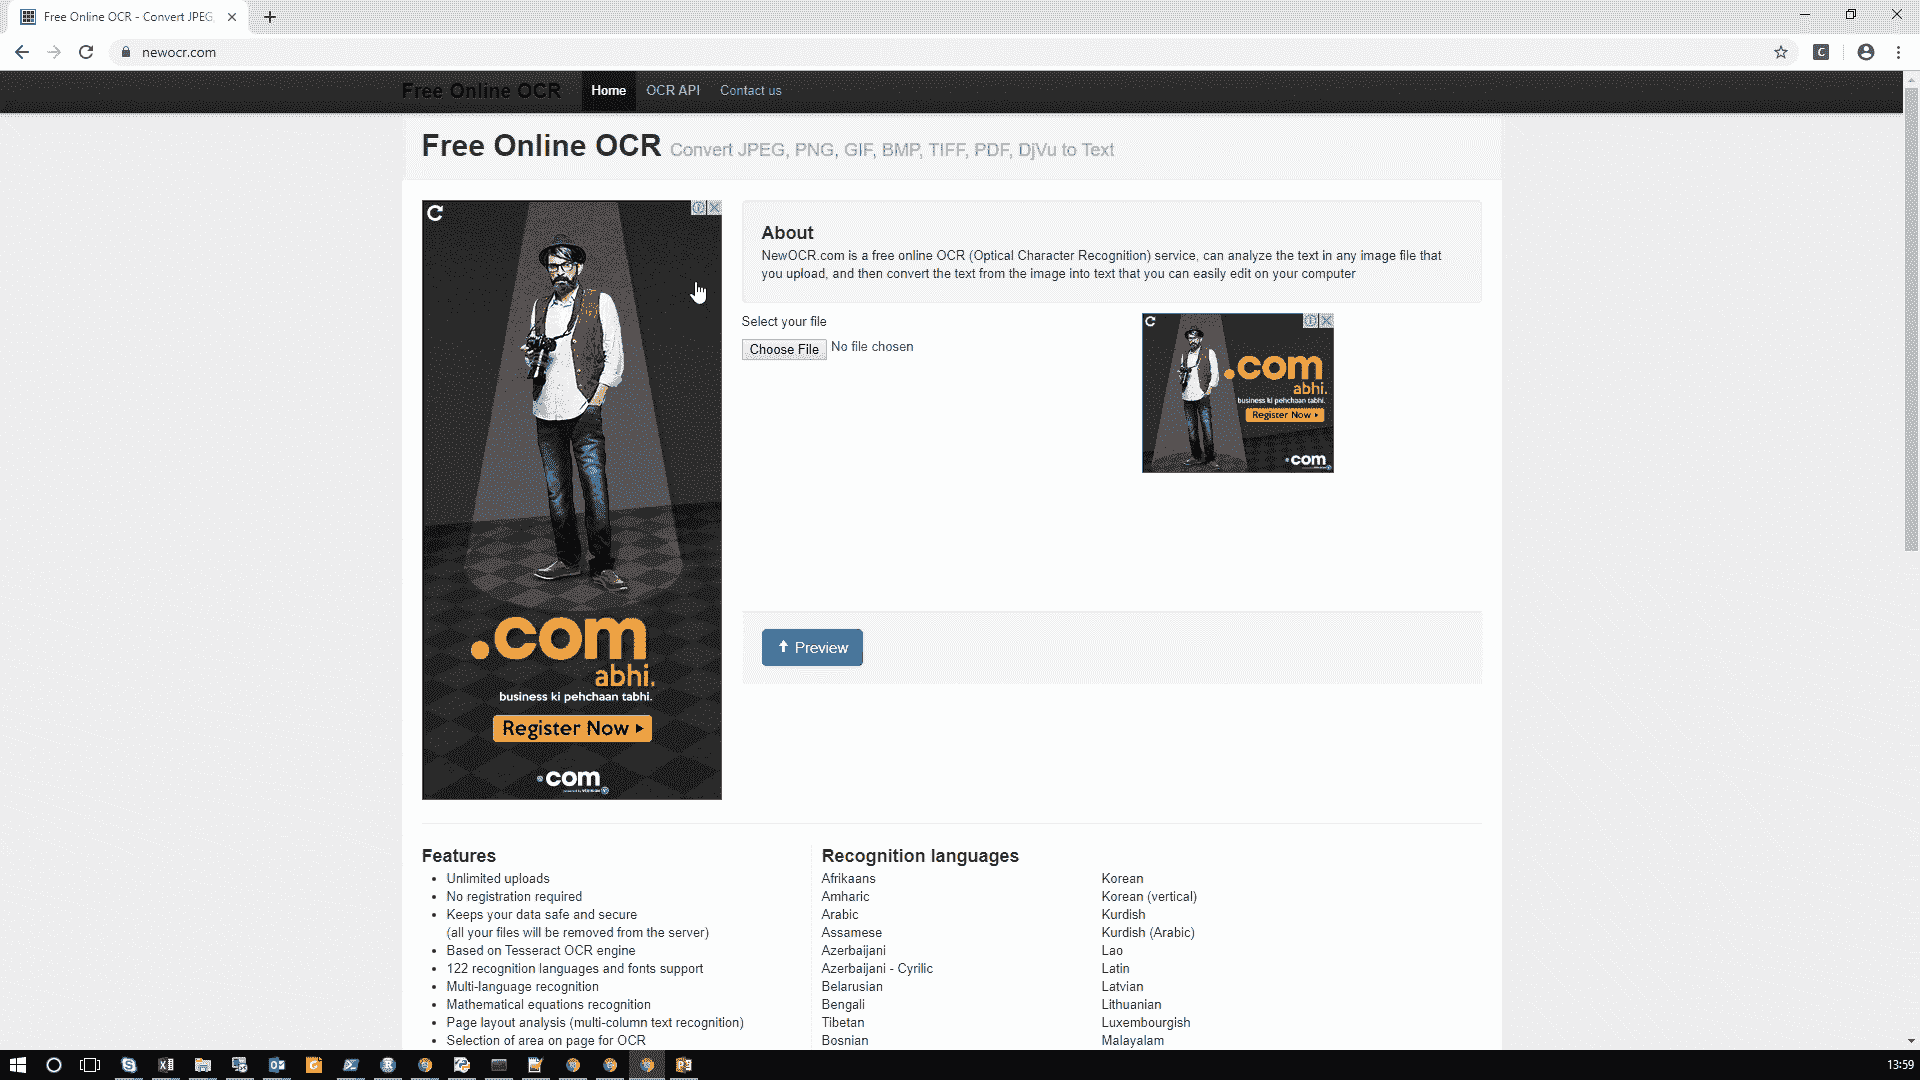 Free Online OCR - Convert JPEG,
newocr.com
Free Online OCR Home OCR API Contact us
Free Online OCR Convert JPEG, PNG, GIF, BMP, TIFF, PDF, DjVu to Text
.com
abhi.
business ki pehchaan tabhi.
Register Now
.com
About
NewOCR.com is a free online OCR (Optical Character Recognition) service, can analyze the text in any image file that
you upload, and then convert the text from the image into text that you can easily edit on your computer
Select your file
Choose File No file chosen
.com
abhi.
business ki pehchaan tabhi.
Register Now
.com
Preview
Features
Unlimited uploads
No registration required
Keeps your data safe and secure
(all your files will be removed from the server)
Based on Tesseract OCR engine
122 recognition languages and fonts support
Multi-language recognition
Mathematical equations recognition
Page layout analysis (multi-column text recognition)
Selection of area on page for OCR
Recognition languages
Afrikaans
Amharic
Arabic
Assamese
Azerbaijani
Azerbaijani - Cyrilic
Belarusian
Bengali
Tibetan
Bosnian
Korean
Korean (vertical)
Kurdish
Kurdish (Arabic)
Lao
Latin
Latvian
Lithuanian
Luxembourgish
Malayalam
13:59